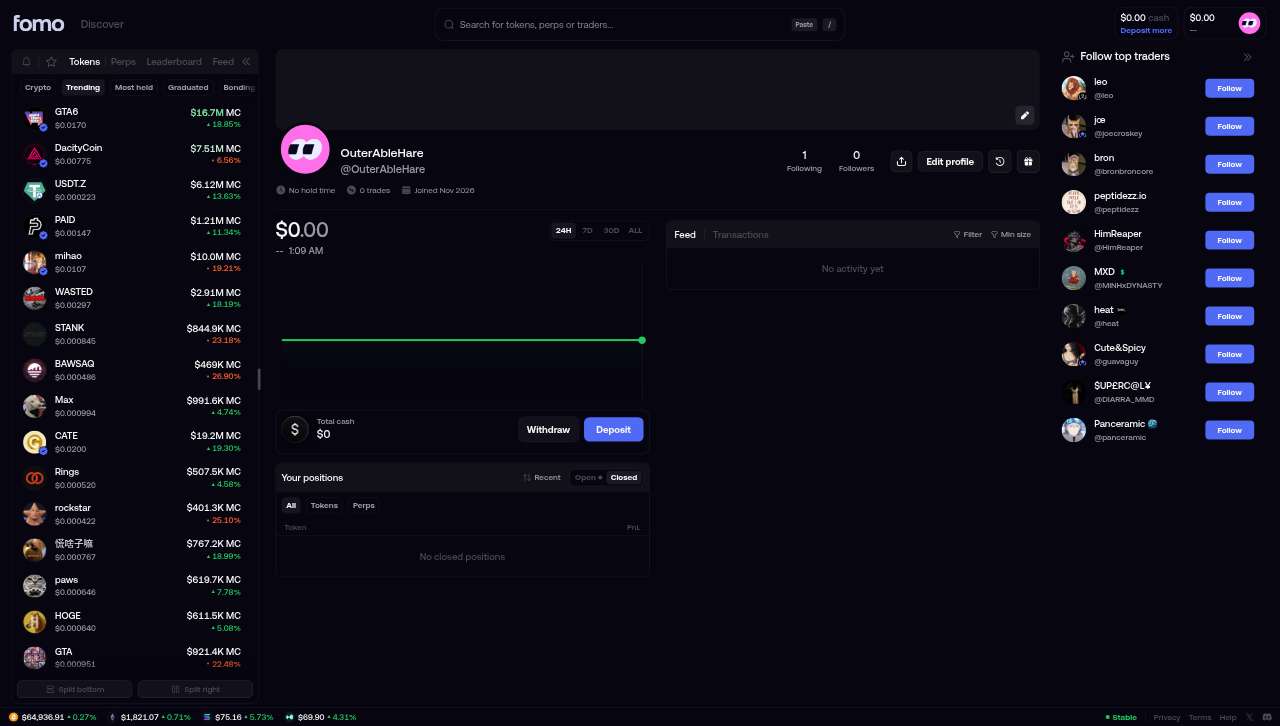 fomo Discover
Search for tokens, perps or traders... Paste /
$0.00 cash
Deposit more
$0.00
--
Tokens Perps Leaderboard Feed
Crypto Trending Most held Graduated Bonding
GTA6 $16.7M MC
$0.0170 18.85%
DacityCoin $7.51M MC
$0.00775 6.56%
USDT.Z $6.12M MC
$0.000223 13.63%
PAID $1.21M MC
$0.00147 11.34%
mihao $10.0M MC
$0.0107 19.21%
WASTED $2.91M MC
$0.00297 18.19%
STANK $844.9K MC
$0.000845 23.18%
BAWSAQ $469K MC
$0.000486 26.90%
Max $991.6K MC
$0.000994 4.74%
CATE $19.2M MC
$0.0200 19.30%
Rings $507.5K MC
$0.000520 4.58%
rockstar $401.3K MC
$0.000422 25.10%
慌啥子嘛 $767.2K MC
$0.000767 18.99%
paws $619.7K MC
$0.000646 7.78%
HOGE $611.5K MC
$0.000640 5.08%
GTA $921.4K MC
$0.000951 22.48%
Split bottom Split right
OuterAbleHare
@OuterAbleHare
No hold time 0 trades Joined Nov 2026
1 Following
0 Followers
Edit profile
$0.00
-- 1:09 AM
24H 7D 30D ALL
Total cash
$0
Withdraw Deposit
Your positions Recent Open Closed
All Tokens Perps
Token PnL
No closed positions
Feed Transactions Filter Min size
No activity yet
Follow top traders
leo
@leo
Follow
jœ
@joecroskey
Follow
bron
@bronbroncore
Follow
peptidezz.io
@peptidezz
Follow
HimReaper
@HimReaper
Follow
MXD
@MINHxDYNASTY
Follow
heat
@heat
Follow
Cute&Spicy
@guavaguy
Follow
$UP£RC@L¥
@DIARRA_MMD
Follow
Panceramic
@panceramic
Follow
$64,936.91 0.27% $1,821.07 0.71% $75.16 5.73% $69.90 4.31%
Stable Privacy Terms Help